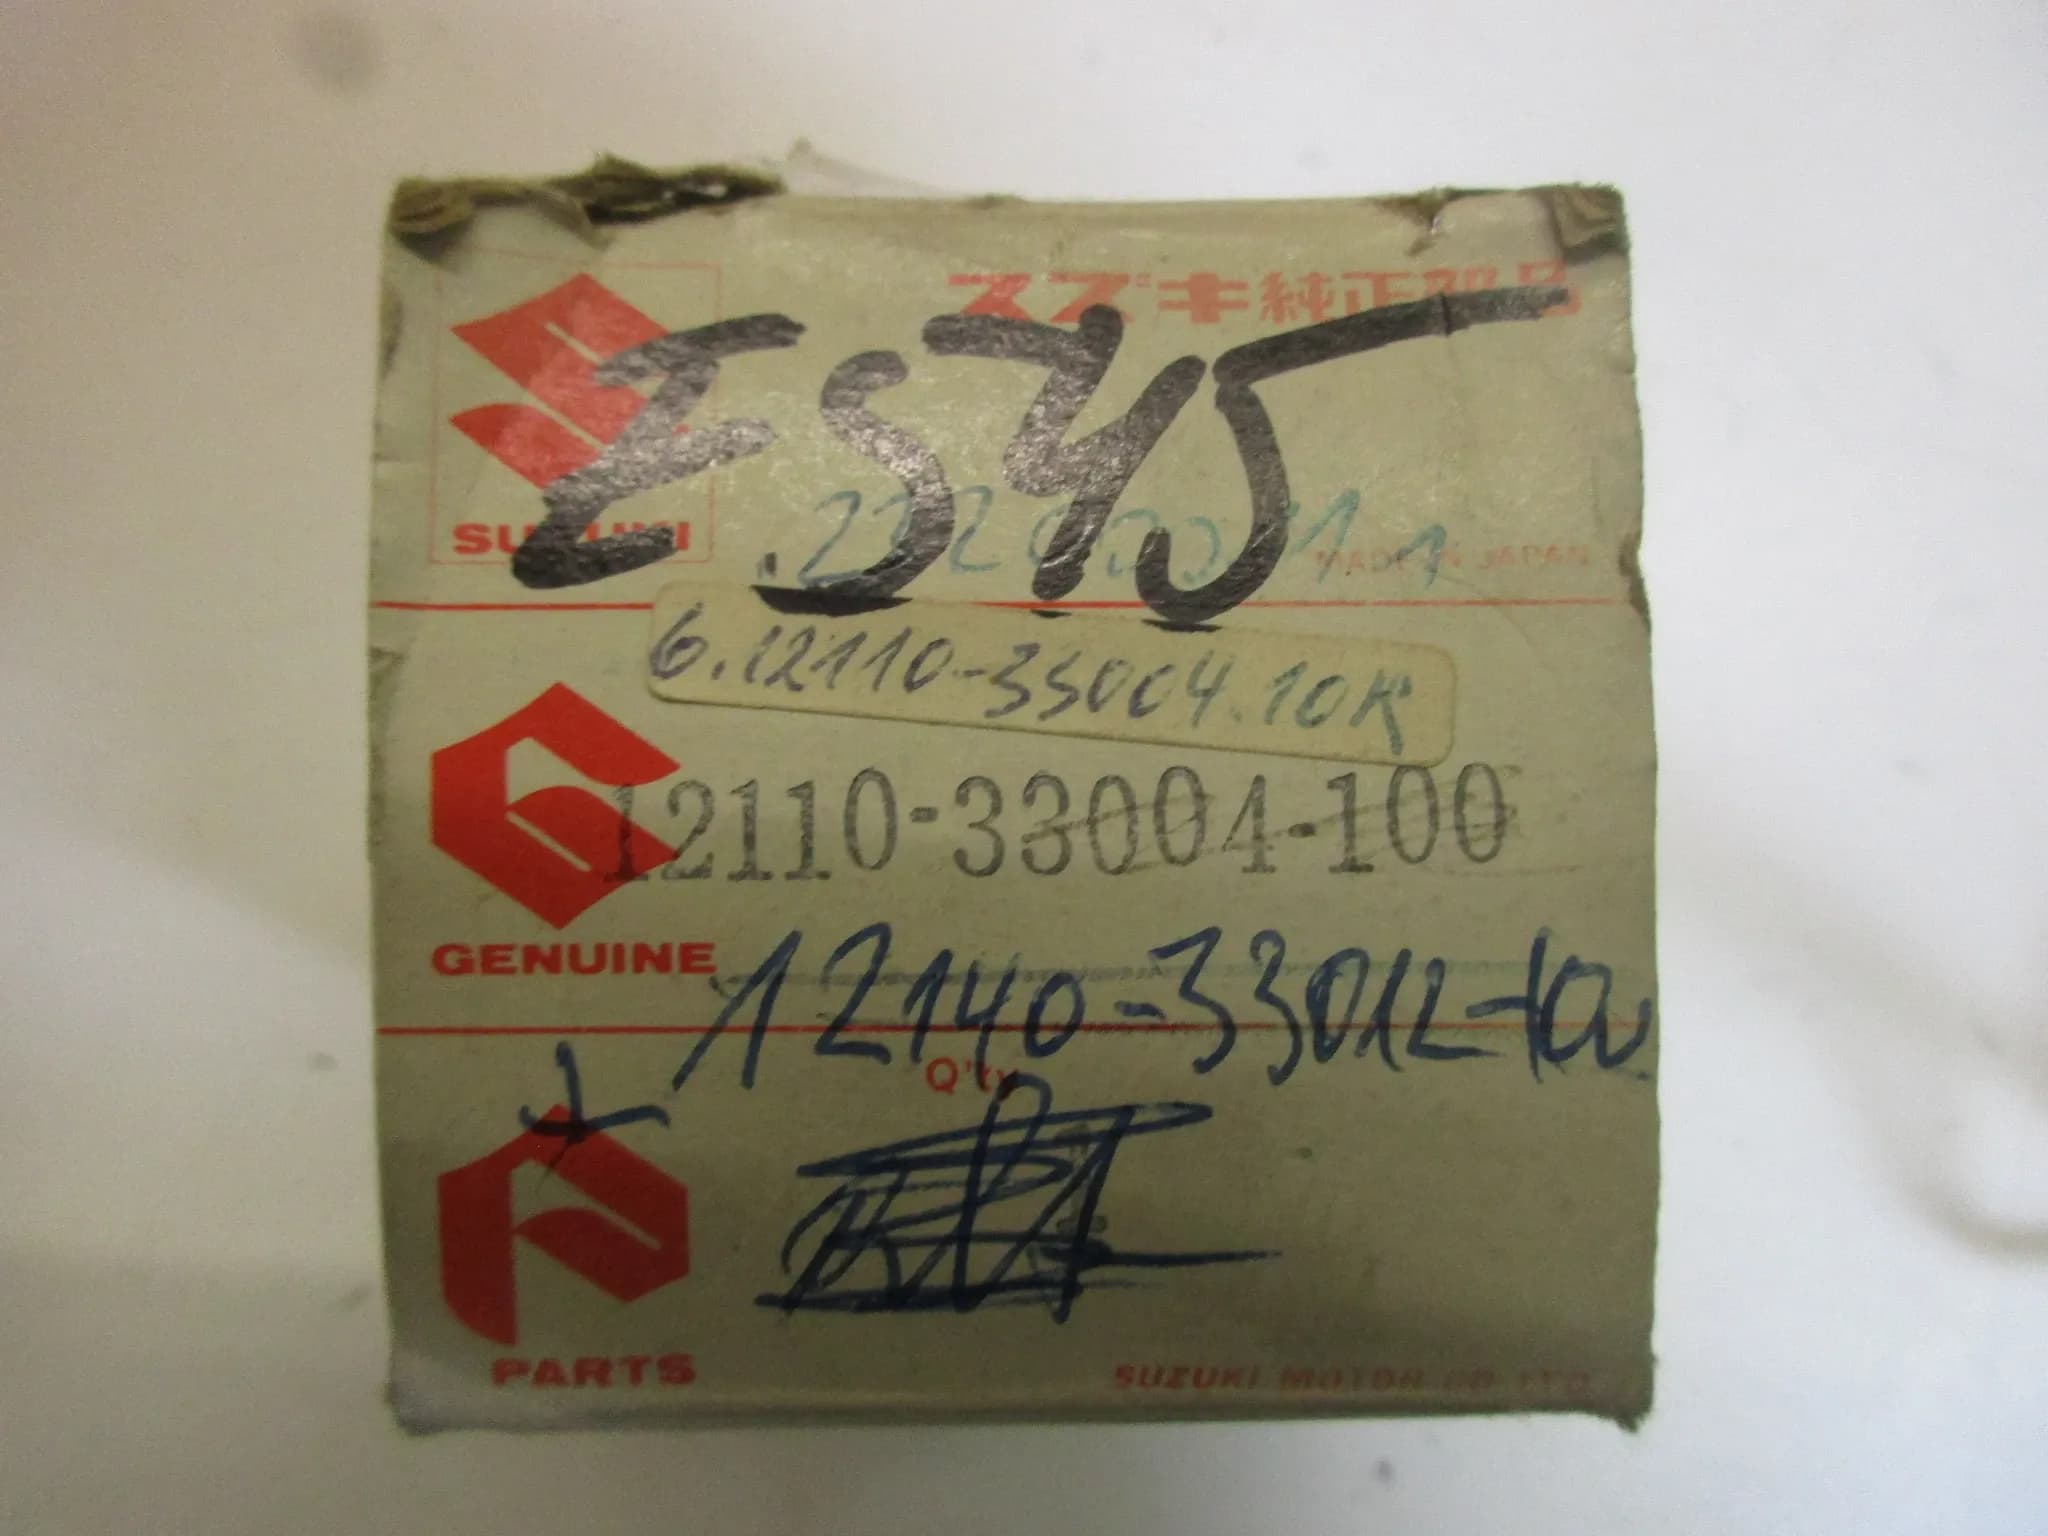 スズキ純正部品
SUZUKI
ES45
MADE IN JAPAN
6.12110-33004.10K
12110-33004-100
GENUINE
12140-33012-100
Q'ty
PARTS
SUZUKI MOTOR CO LTD